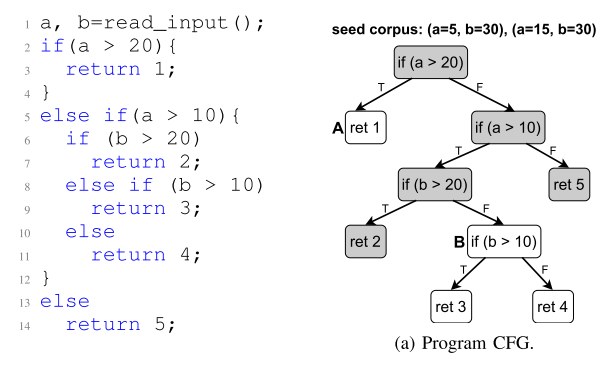 1 a, b=read_input();
2 if(a > 20){
3 return 1;
4 }
5 else if(a > 10){
6 if (b > 20)
7 return 2;
8 else if (b > 10)
9 return 3;
10 else
11 return 4;
12 }
13 else
14 return 5;
seed corpus: (a=5, b=30), (a=15, b=30)
if (a > 20)
T F
A ret 1
if (a > 10)
T F
if (b > 20)
ret 5
T F
ret 2
B if (b > 10)
T F
ret 3
ret 4
(a) Program CFG.